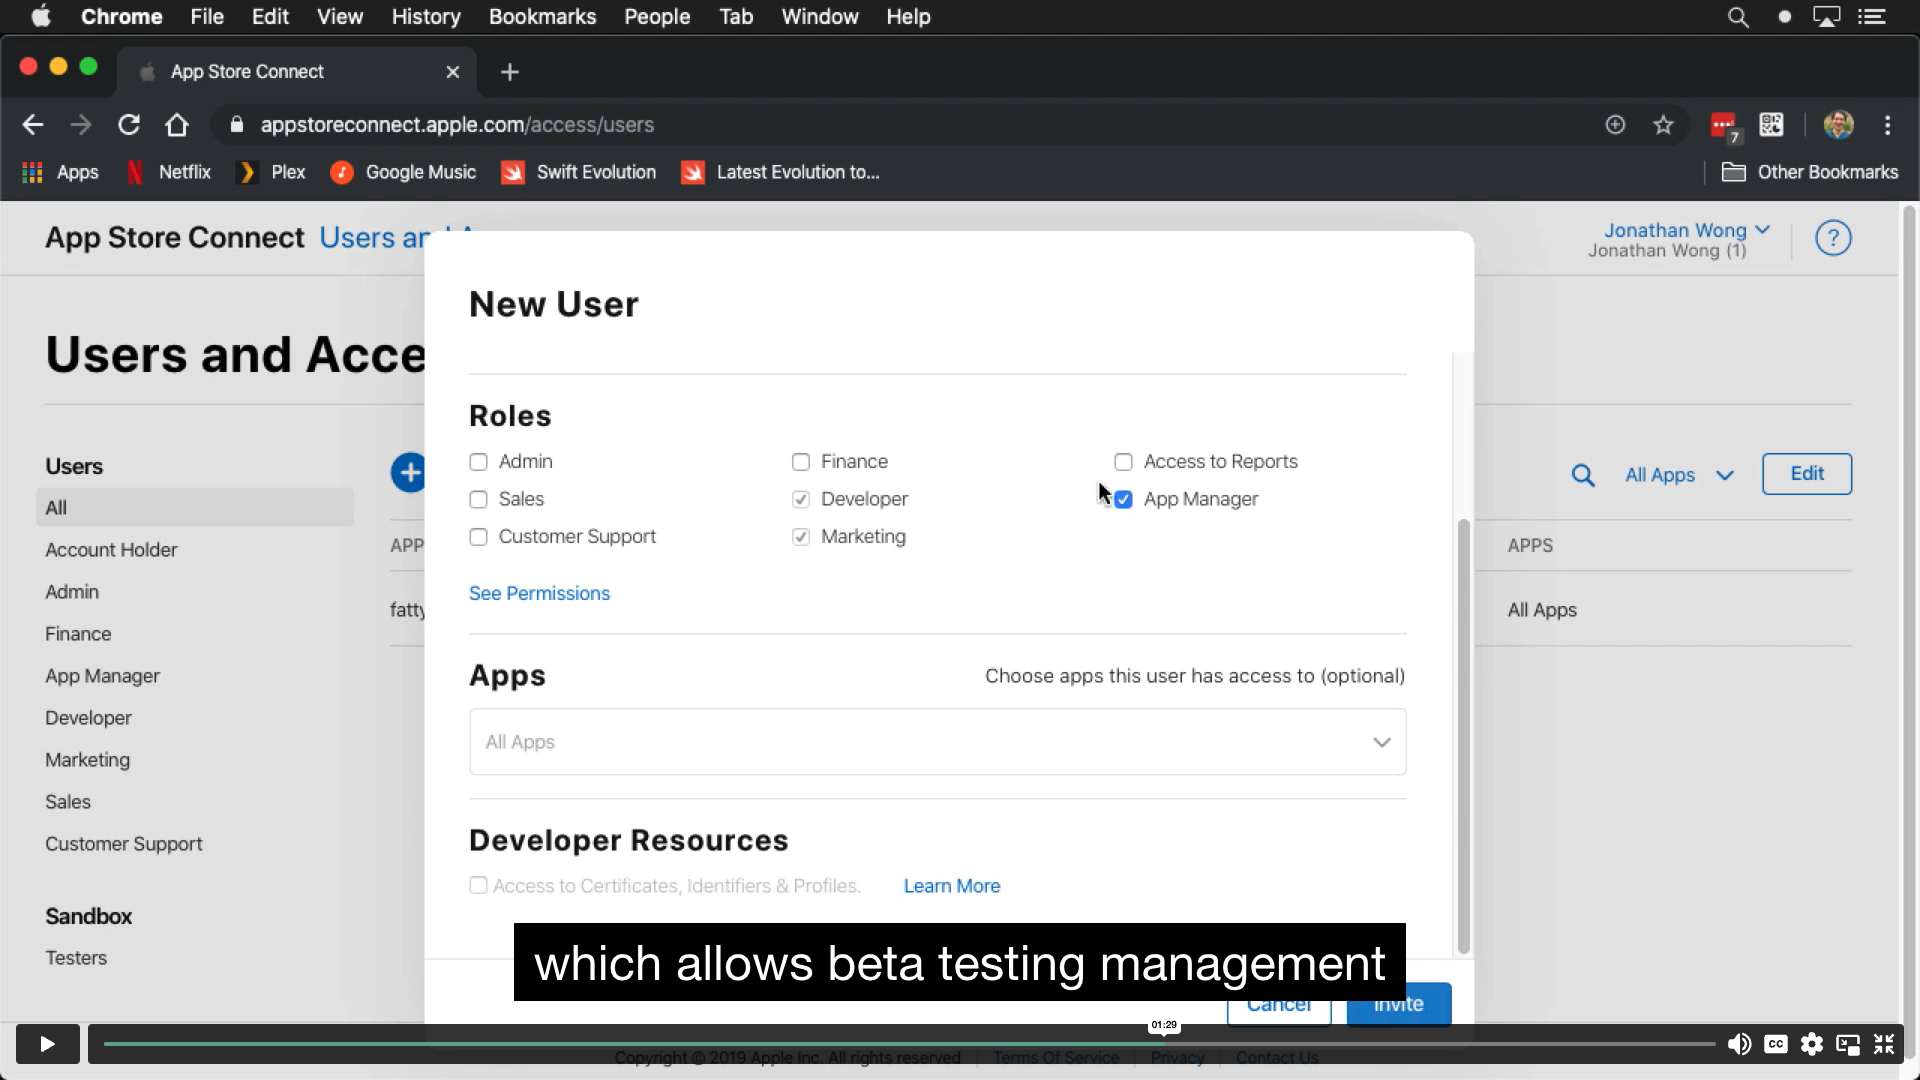 Chrome File Edit View History Bookmarks People Tab Window Help
App Store Connect
appstoreconnect.apple.com/access/users
7
Apps Netflix Plex Google Music Swift Evolution Latest Evolution to... Other Bookmarks
App Store Connect Users and A
Jonathan Wong
Jonathan Wong (1)
?
Users and Acce
Users
All
Account Holder
Admin
Finance
App Manager
Developer
Marketing
Sales
Customer Support
Sandbox
Testers
APP
fatty
New User
Roles
Admin Finance Access to Reports
Sales Developer App Manager
Customer Support Marketing
See Permissions
Apps Choose apps this user has access to (optional)
All Apps
Developer Resources
Access to Certificates, Identifiers & Profiles. Learn More
Cancel Invite
All Apps Edit
APPS
All Apps
which allows beta testing management
01:29
CC
Copyright © 2019 Apple Inc. All rights reserved Terms Of Service Privacy Contact Us